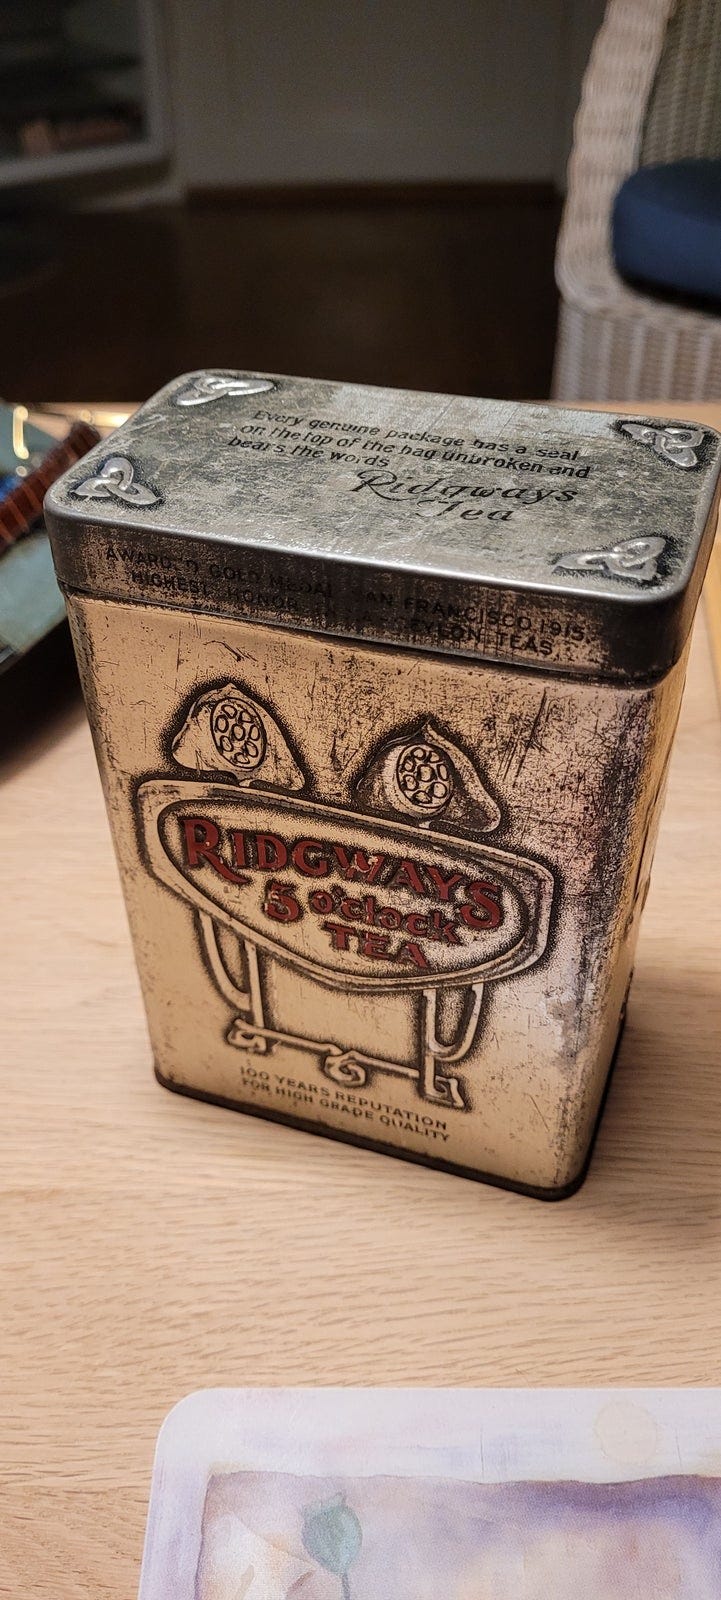 Every genuine package has a seal
on the top of the bag unbroken and
bears the words
Ridgways
Tea
AWARDED GOLD MEDAL SAN FRANCISCO 1915.
HIGHEST HONOR CEYLON TEAS.
RIDGWAYS
5 o'clock
TEA
100 YEARS REPUTATION
FOR HIGH GRADE QUALITY